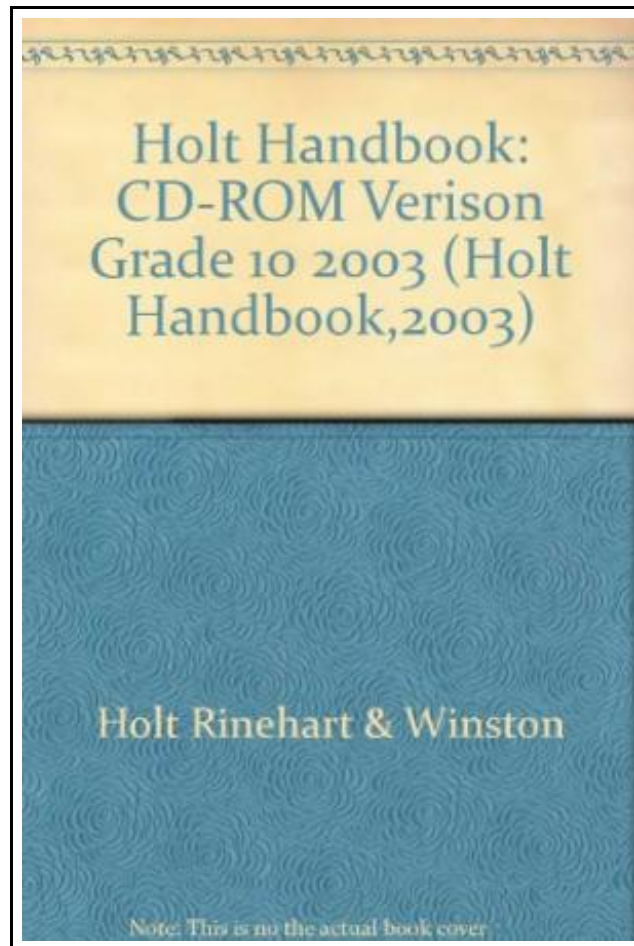 Holt Handbook:
CD-ROM Verison
Grade 10 2003 (Holt
Handbook,2003)
Holt Rinehart & Winston
Note: This is no the actual book cover